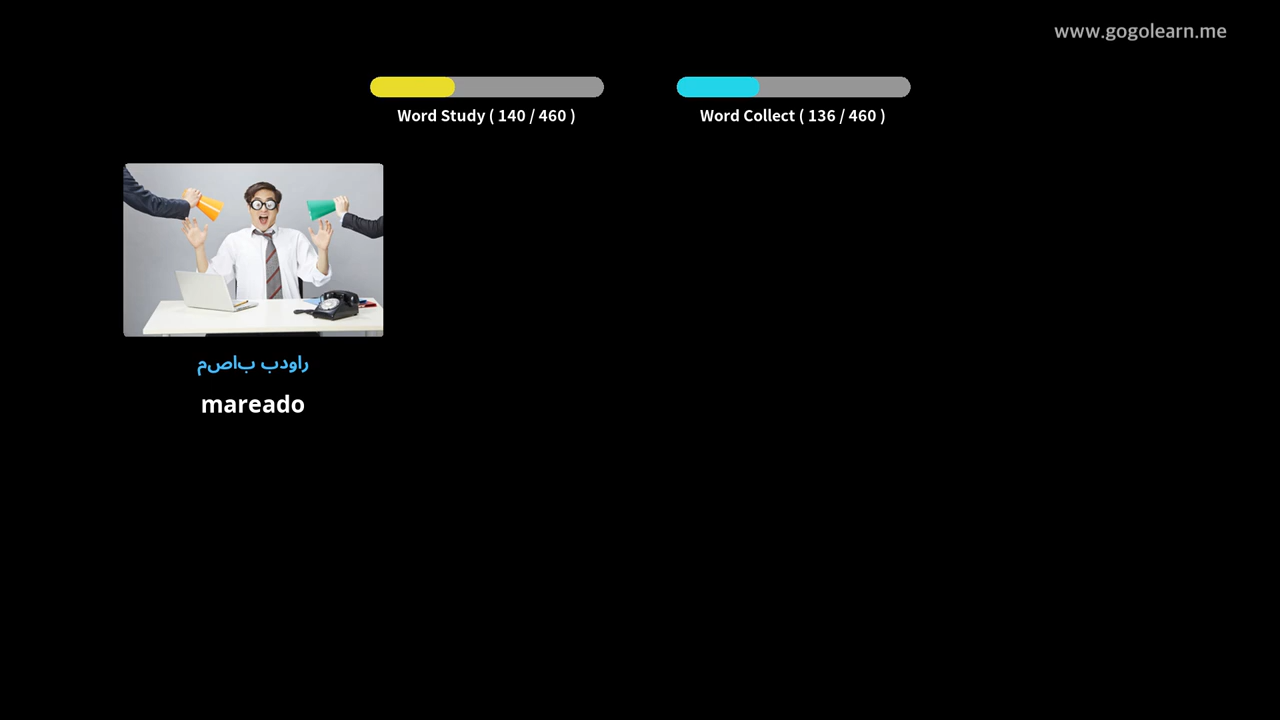 www.gogolearn.me
Word Study ( 140 / 460 )
Word Collect ( 136 / 460 )
راودب باصم
mareado